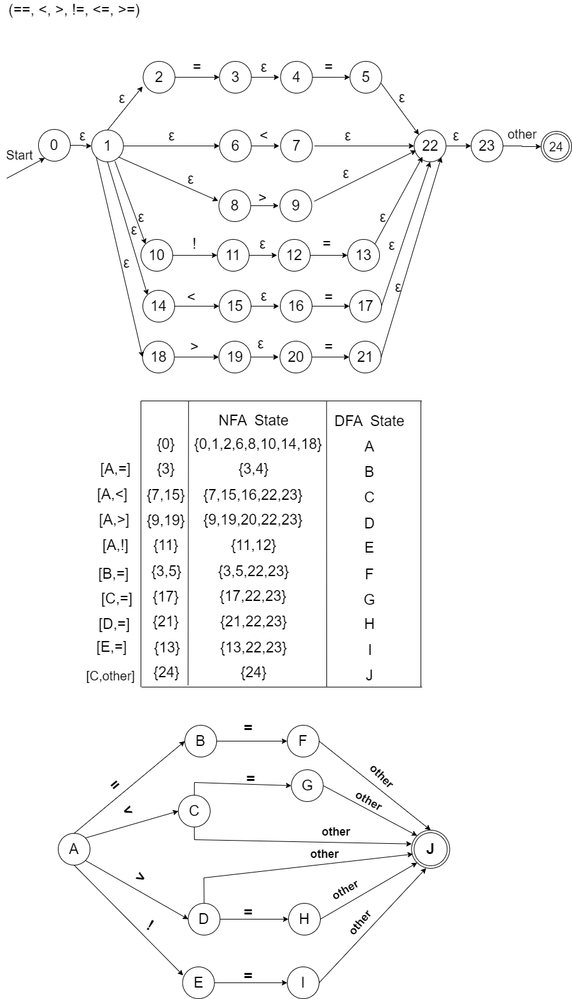 (==, <, >, !=, <=, >=)
2 = 3 ε 4 = 5
ε ε
Start 0 ε 1 ε 6 < 7 ε 22 ε 23 other 24
ε 8 > 9 ε
ε 10 ! 11 ε 12 = 13 ε
ε 14 < 15 ε 16 = 17 ε
ε 18 > 19 ε 20 = 21 ε
NFA State DFA State
{0} {0,1,2,6,8,10,14,18} A
[A,=] {3} {3,4} B
[A,<] {7,15} {7,15,16,22,23} C
[A,>] {9,19} {9,19,20,22,23} D
[A,!] {11} {11,12} E
[B,=] {3,5} {3,5,22,23} F
[C,=] {17} {17,22,23} G
[D,=] {21} {21,22,23} H
[E,=] {13} {13,22,23} I
[C,other] {24} {24} J
= B = F other
< C = G other
other
A J
other
> D = H other
! E = I other